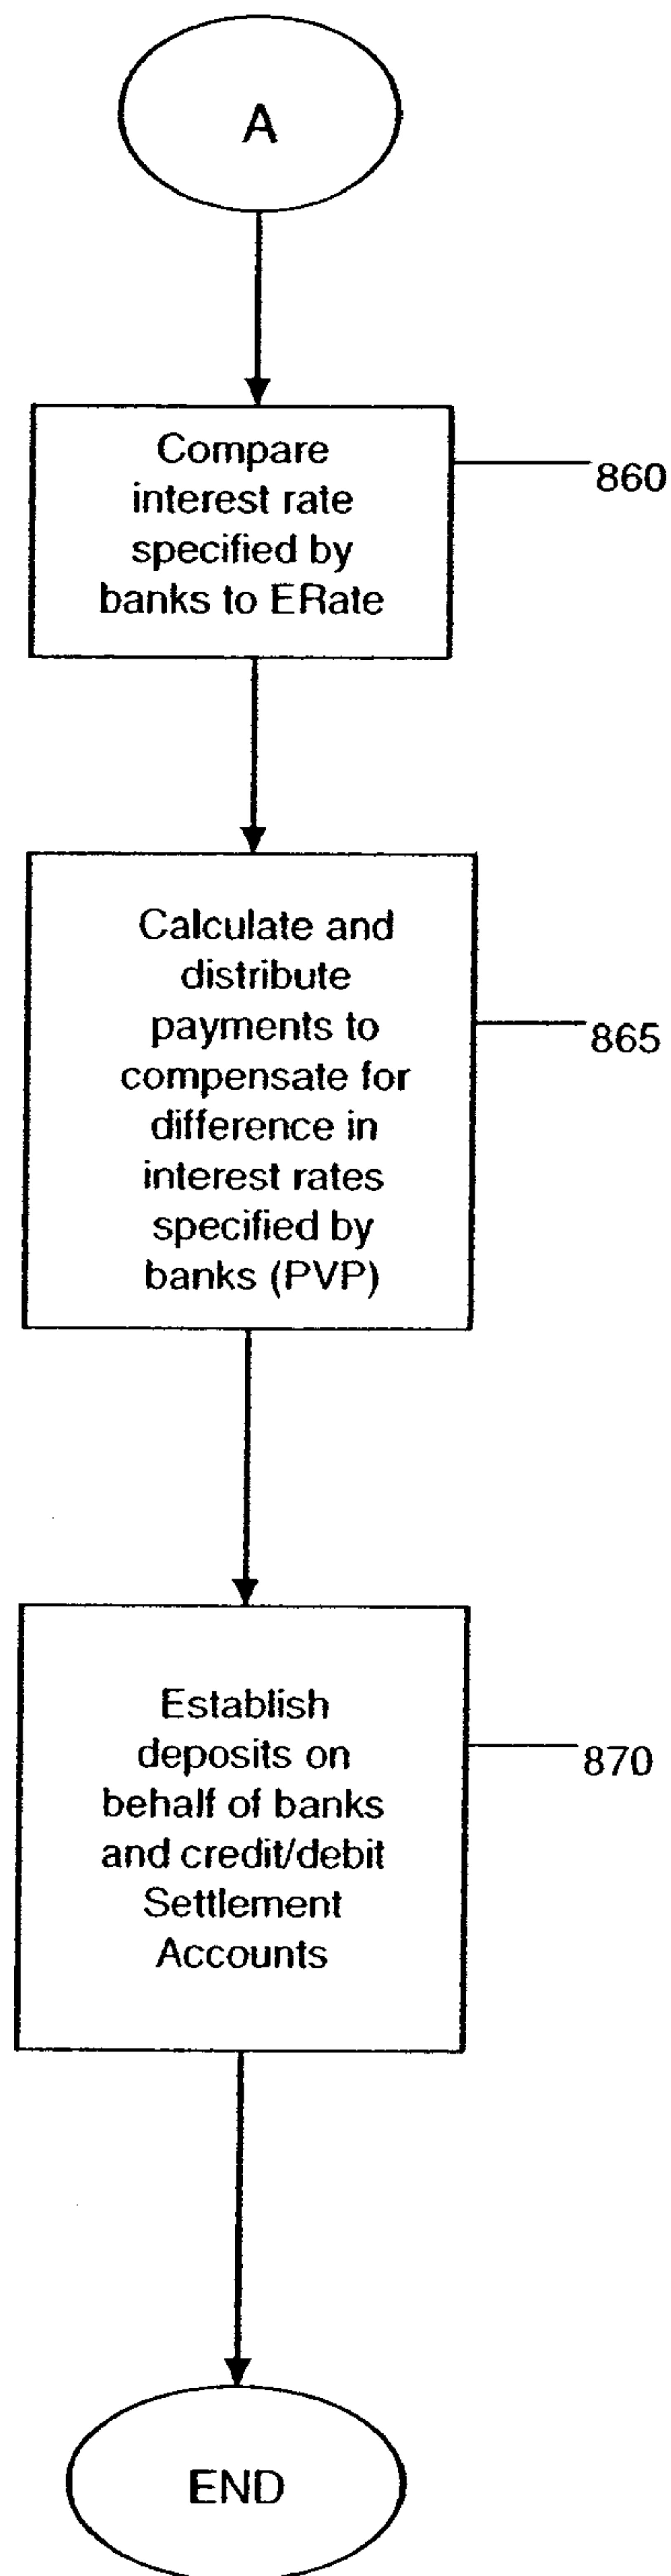 A
Compare
interest rate
specified by
banks to ERate
860
Calculate and
distribute
payments to
compensate for
difference in
interest rates
specified by
banks (PVP)
865
Establish
deposits on
behalf of banks
and credit/debit
Settlement
Accounts
870
END